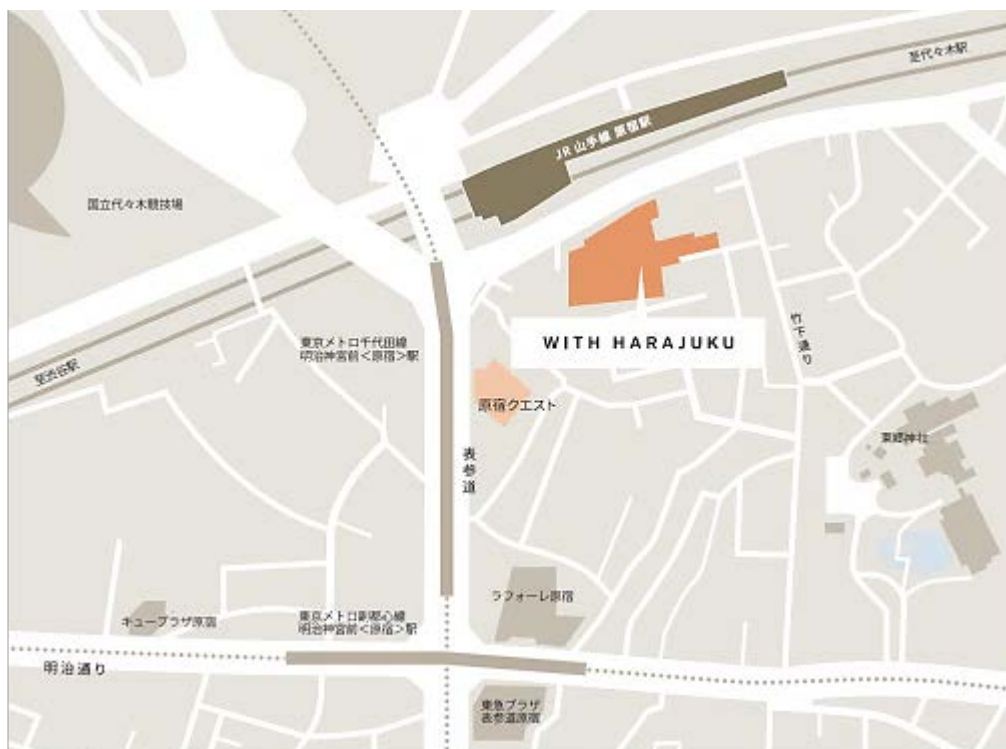 至代々木駅
JR 山手線 原宿駅
国立代々木競技場
WITH HARAJUKU
竹下通り
東京メトロ千代田線
明治神宮前<原宿>駅
至渋谷駅
原宿クエスト
表参道
東郷神社
ラフォーレ原宿
キュープラザ原宿
東京メトロ副都心線
明治神宮前<原宿>駅
明治通り
東急プラザ
表参道原宿